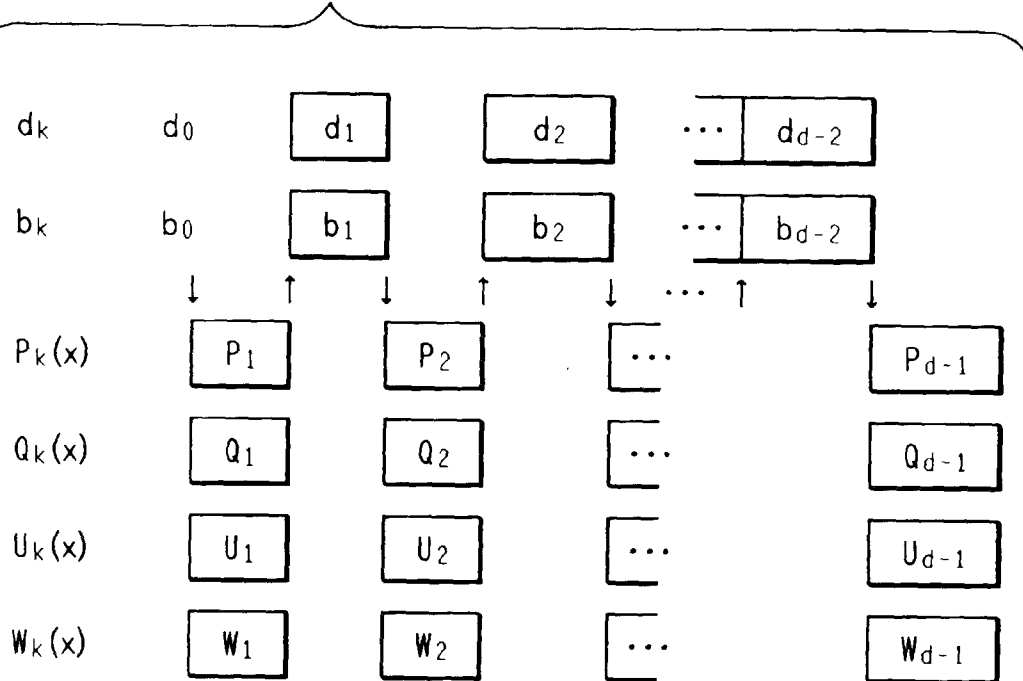 dk d0 d1 d2 ··· dd-2
bk b0 b1 b2 ··· bd-2
↓ ↑ ↓ ↑ ↓ ··· ↑ ↓
Pk(x) P1 P2 ··· Pd-1
Qk(x) Q1 Q2 ··· Qd-1
Uk(x) U1 U2 ··· Ud-1
Wk(x) W1 W2 ··· Wd-1